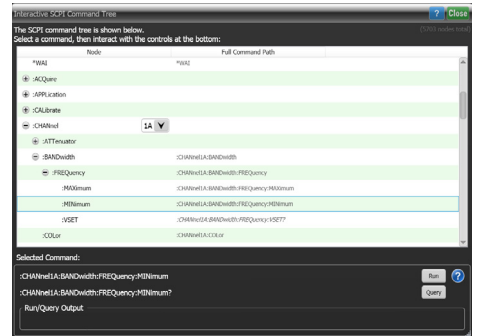 Interactive SCPI Command Tree ? Close
The SCPI command tree is shown below. (5701 nodes total)
Select a command, then interact with the controls at the bottom:
Node Full Command Path
*WAI *WAI
:ACQuire
:APPLication
:CALibrate
:CHANnel 1A
:ATTenuator
:BANDwidth :CHANnel1A:BANDwidth
:FREQuency :CHANnel1A:BANDwidth:FREQuency
:MAXimum :CHANnel1A:BANDwidth:FREQuency:MAXimum
:MINimum :CHANnel1A:BANDwidth:FREQuency:MINimum
:VSET :CHANnel1A:BANDwidth:FREQuency:VSET?
:COLor :CHANnel1A:COLor
Selected Command:
:CHANnel1A:BANDwidth:FREQuency:MINimum Run ?
:CHANnel1A:BANDwidth:FREQuency:MINimum? Query
Run/Query Output